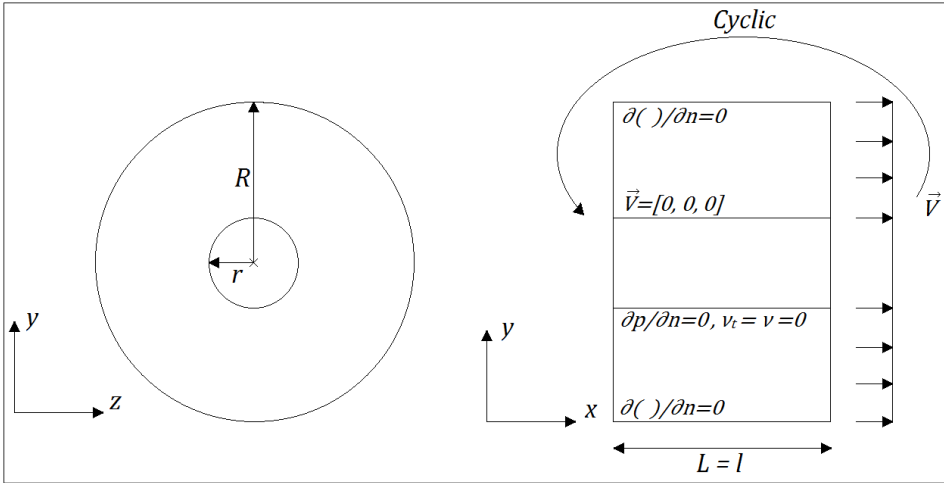 Cyclic
R
r
y
z
∂( )/∂n=0
V⃗=[0, 0, 0]
V⃗
∂p/∂n=0, νₜ = ν =0
∂( )/∂n=0
y
x
L = l